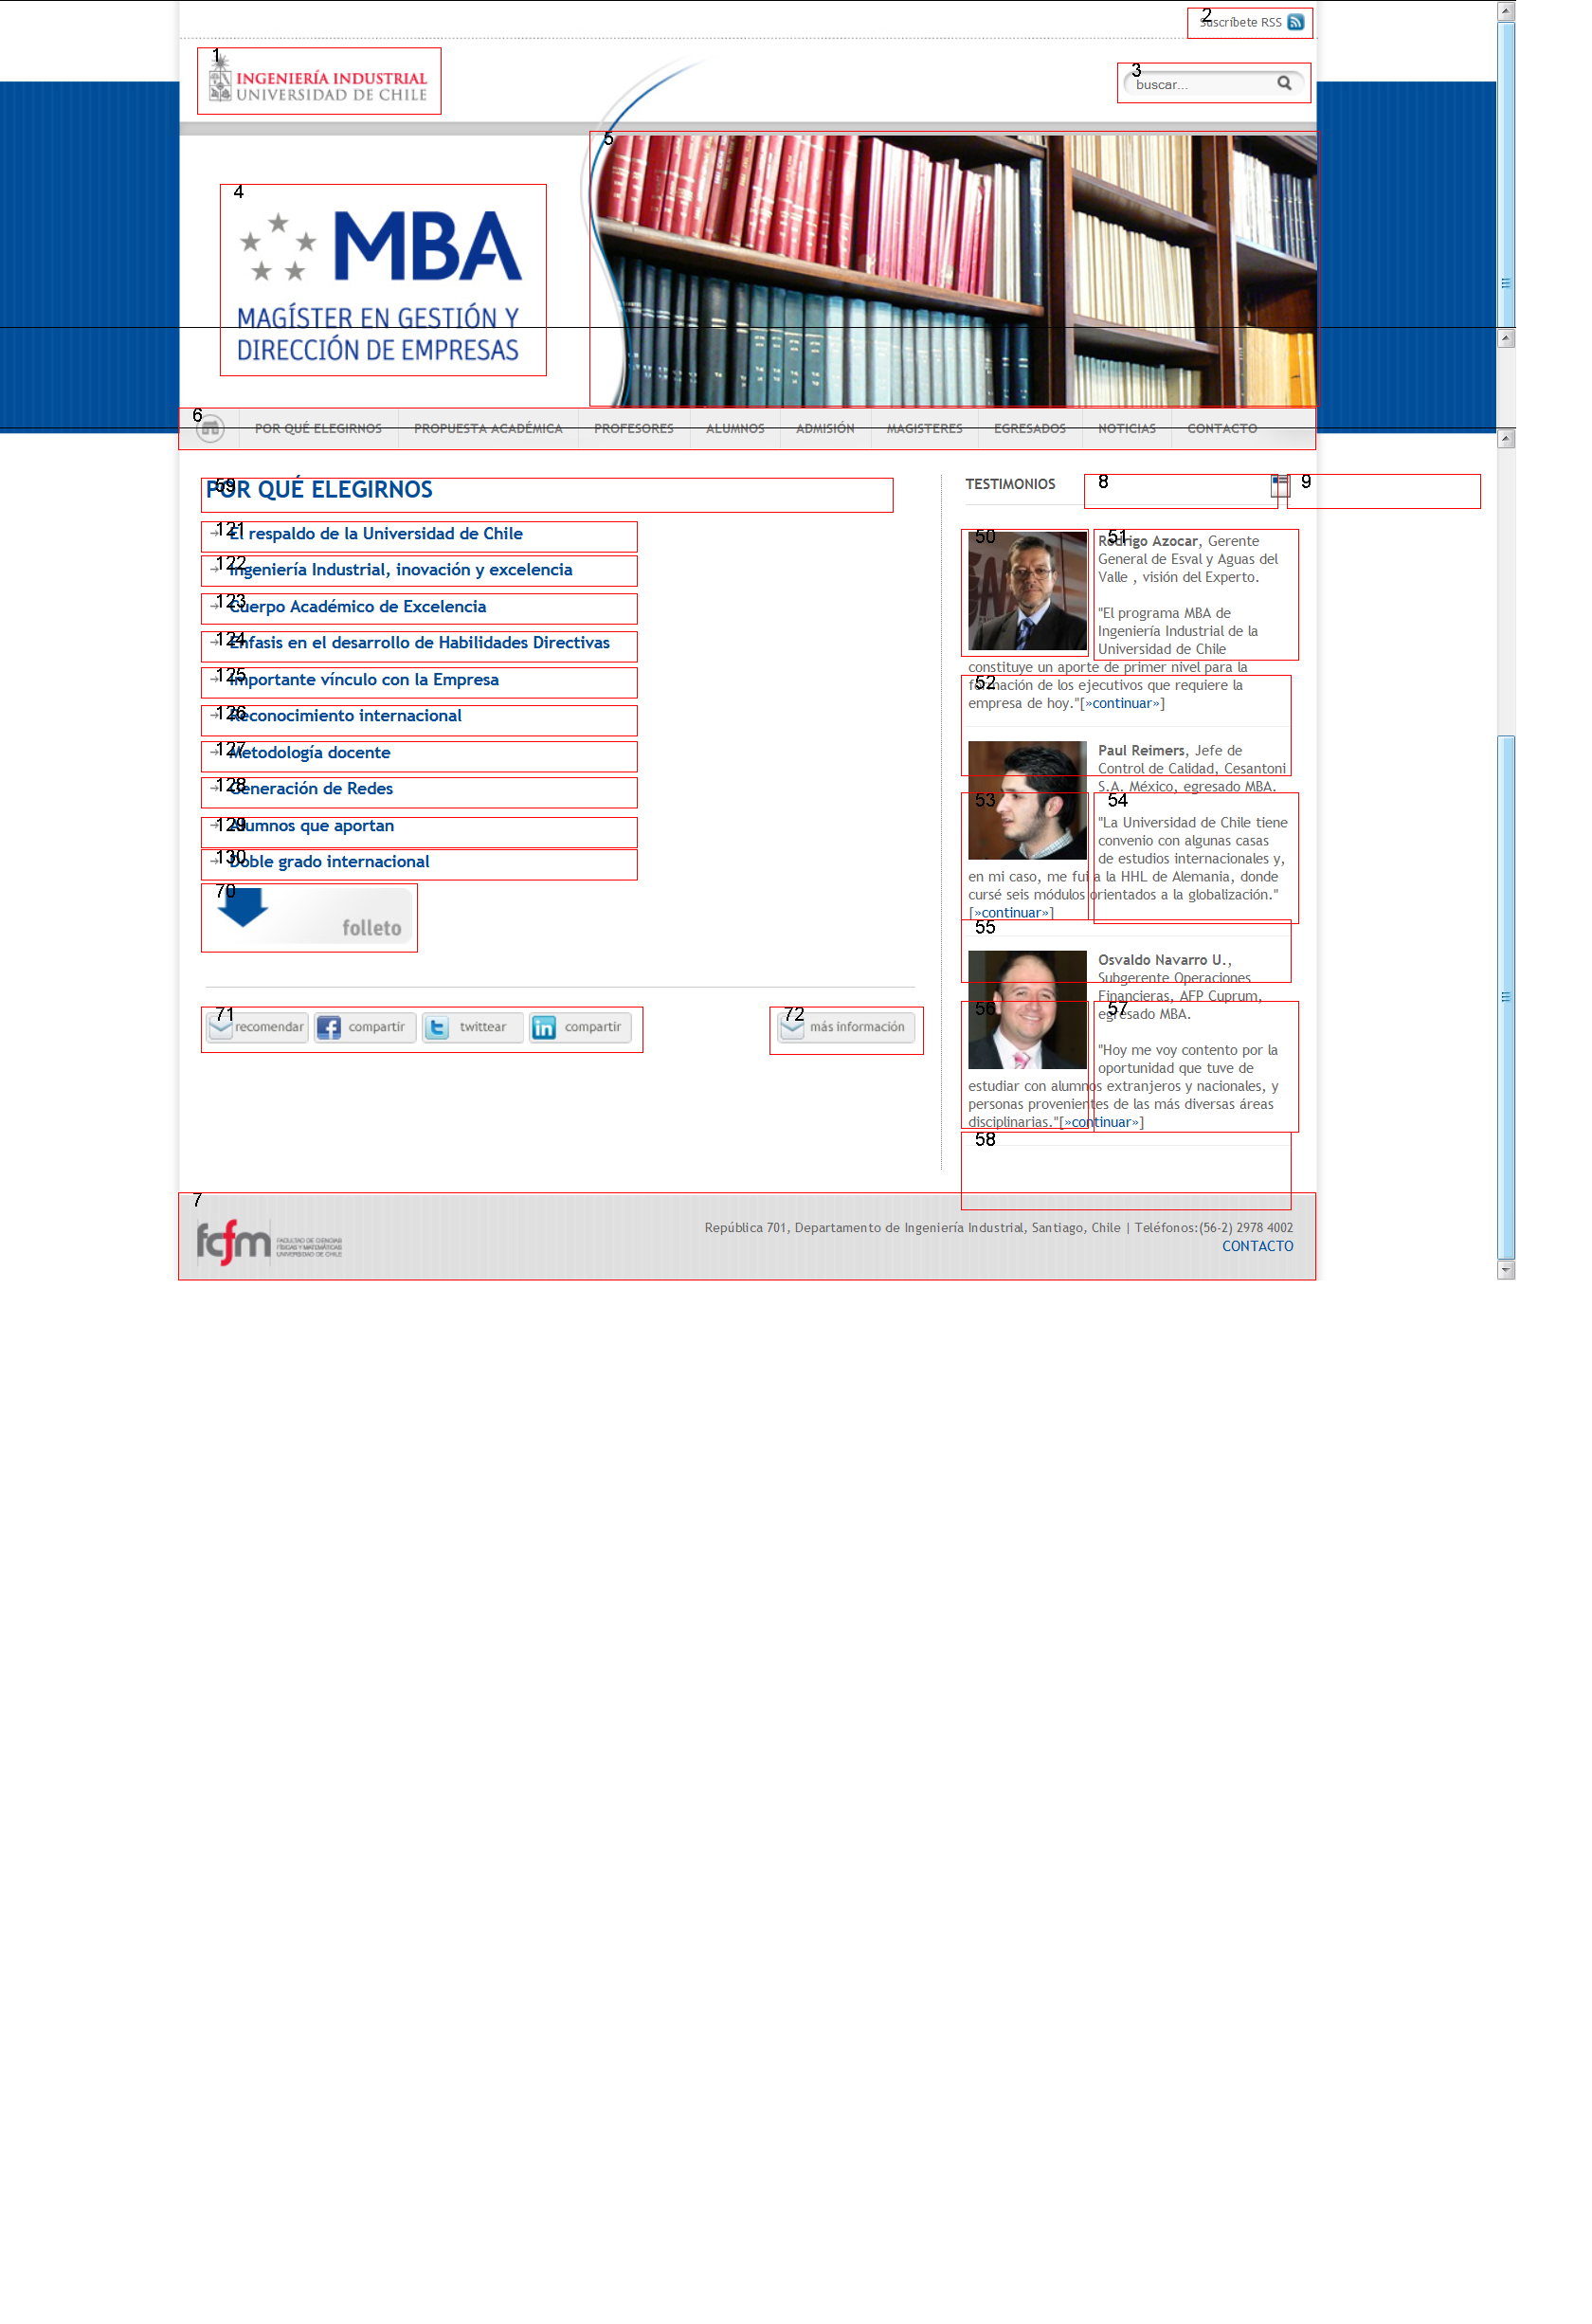 2
Suscríbete RSS
1
INGENIERÍA INDUSTRIAL
UNIVERSIDAD DE CHILE
3
buscar...
5
4
MBA
MAGÍSTER EN GESTIÓN Y
DIRECCIÓN DE EMPRESAS
6
POR QUÉ ELEGIRNOS
PROPUESTA ACADÉMICA
PROFESORES
ALUMNOS
ADMISIÓN
MAGISTERES
EGRESADOS
NOTICIAS
CONTACTO
59
POR QUÉ ELEGIRNOS
121
El respaldo de la Universidad de Chile
122
Ingeniería Industrial, inovación y excelencia
123
Cuerpo Académico de Excelencia
124
Énfasis en el desarrollo de Habilidades Directivas
125
Importante vínculo con la Empresa
126
Reconocimiento internacional
127
Metodología docente
128
Generación de Redes
129
Alumnos que aportan
130
Doble grado internacional
70
folleto
71
recomendar
compartir
twittear
compartir
72
más información
TESTIMONIOS
8
9
50
51
Rodrigo Azocar, Gerente
General de Esval y Aguas del
Valle , visión del Experto.
"El programa MBA de
Ingeniería Industrial de la
Universidad de Chile
constituye un aporte de primer nivel para la
52
formación de los ejecutivos que requiere la
empresa de hoy."[»continuar»]
Paul Reimers, Jefe de
Control de Calidad, Cesantoni
S.A. México, egresado MBA.
53
54
"La Universidad de Chile tiene
convenio con algunas casas
de estudios internacionales y,
en mi caso, me fui a la HHL de Alemania, donde
cursé seis módulos orientados a la globalización."
[»continuar»]
55
Osvaldo Navarro U.,
Subgerente Operaciones
Financieras, AFP Cuprum,
egresado MBA.
56
57
"Hoy me voy contento por la
oportunidad que tuve de
estudiar con alumnos extranjeros y nacionales, y
personas provenientes de las más diversas áreas
disciplinarias."[»continuar»]
58
7
fcfm
FACULTAD DE CIENCIAS
FÍSICAS Y MATEMÁTICAS
UNIVERSIDAD DE CHILE
República 701, Departamento de Ingeniería Industrial, Santiago, Chile | Teléfonos:(56-2) 2978 4002
CONTACTO